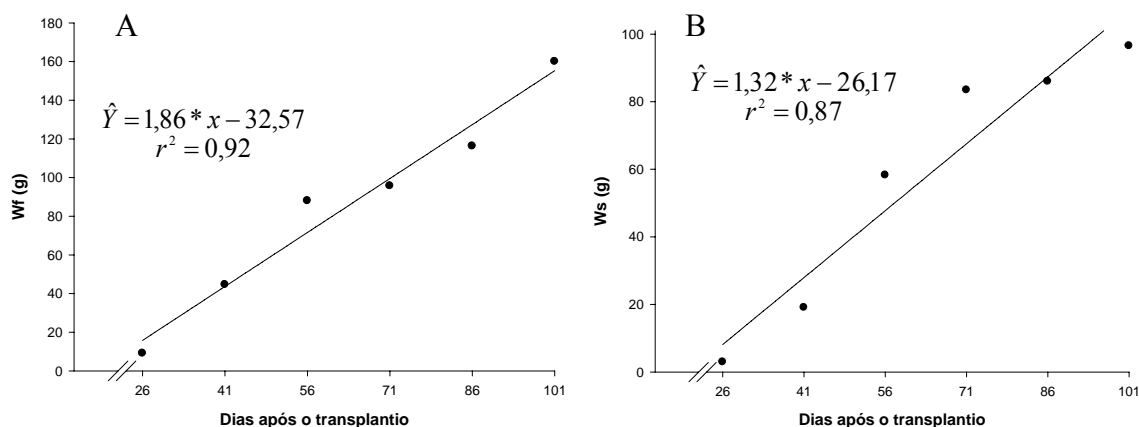 A
Ŷ = 1,86 * x − 32,57
r² = 0,92
Wf (g)
180
160
140
120
100
80
60
40
20
0
26 41 56 71 86 101
Dias após o transplantio
B
Ŷ = 1,32 * x − 26,17
r² = 0,87
Ws (g)
100
80
60
40
20
0
26 41 56 71 86 101
Dias após o transplantio